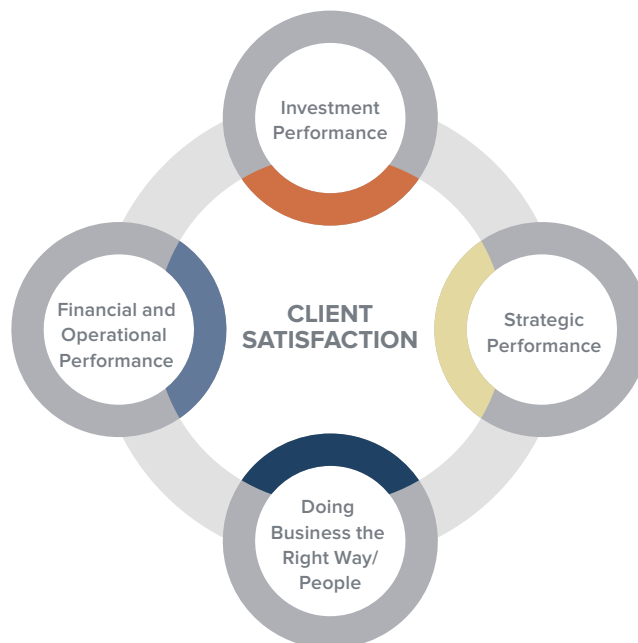 Investment
Performance
Financial and
Operational
Performance
CLIENT
SATISFACTION
Strategic
Performance
Doing
Business the
Right Way/
People